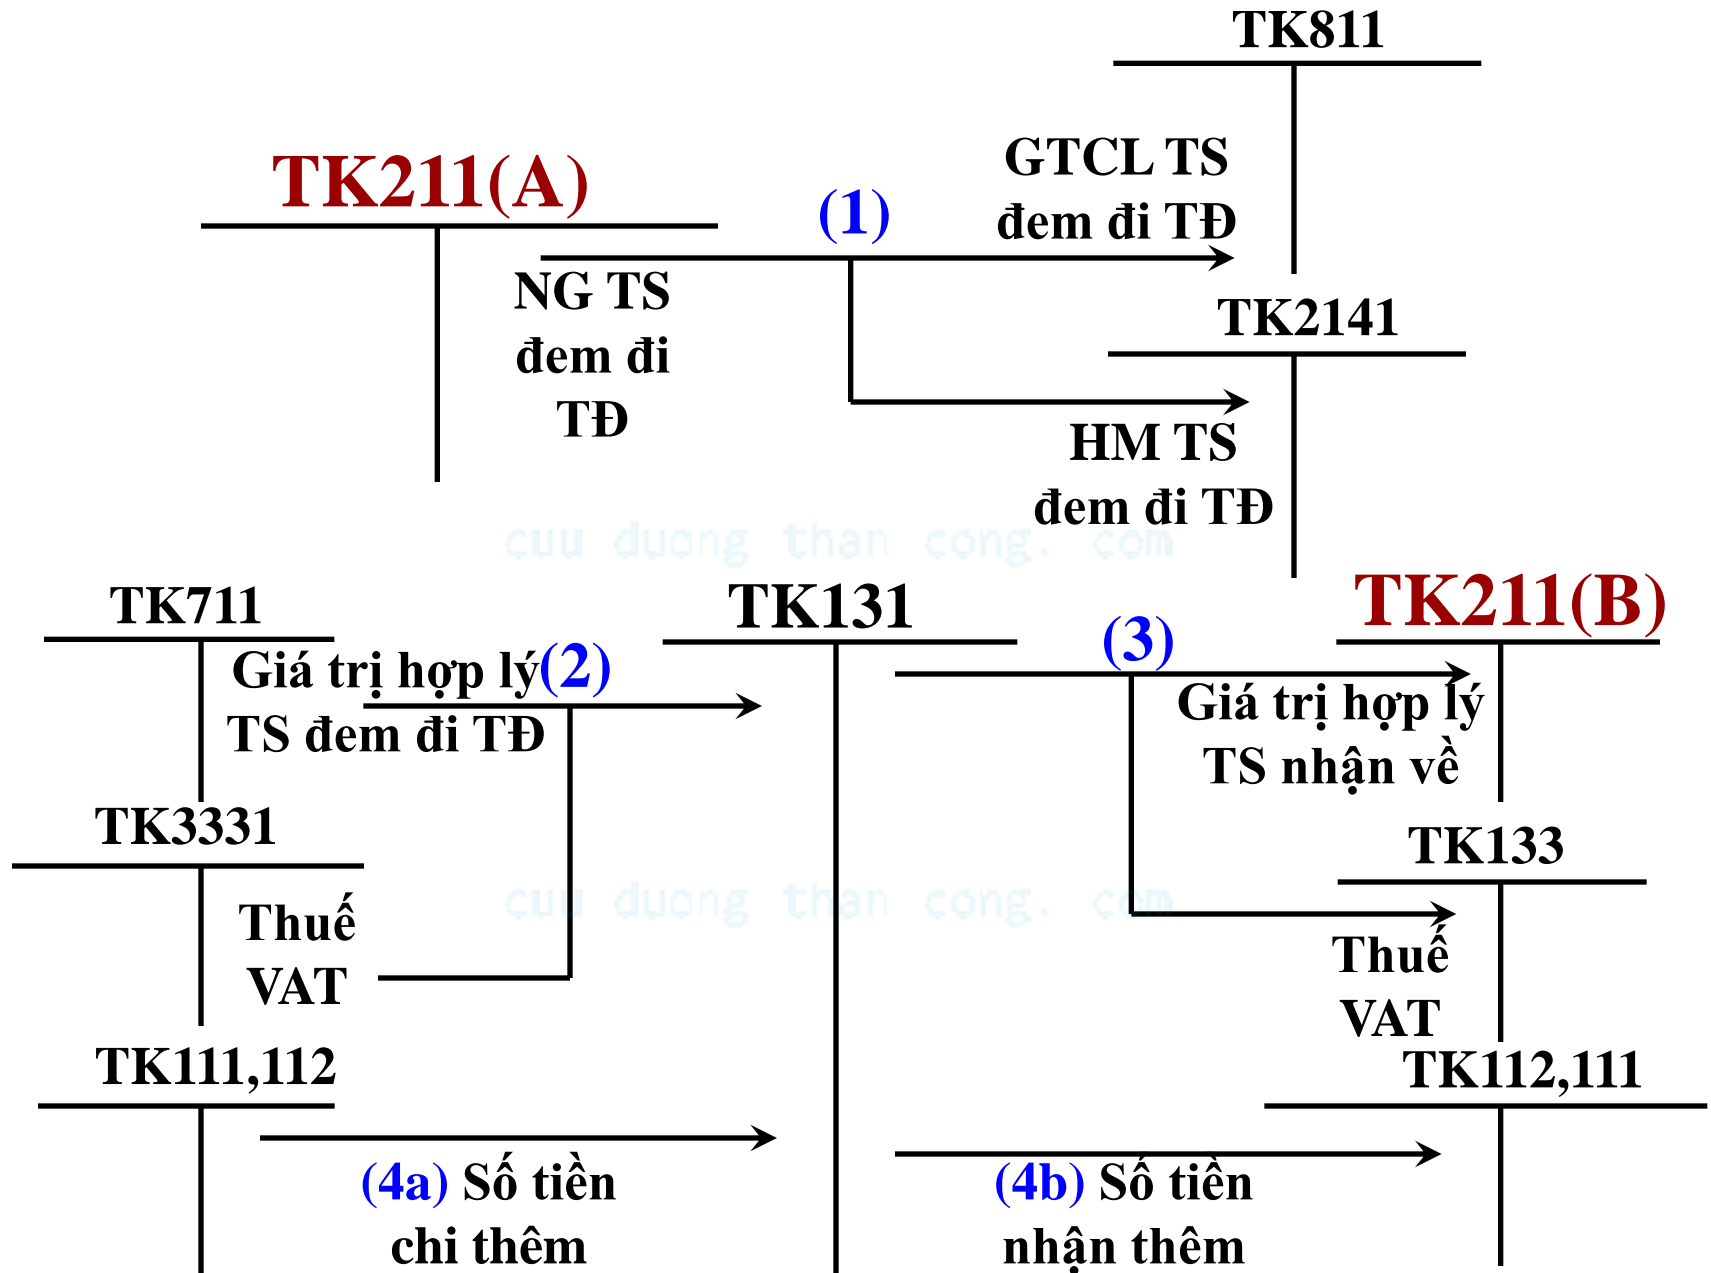 TK811
TK211(A)
(1)
GTCL TS
đem đi TĐ
NG TS
đem đi
TĐ
TK2141
HM TS
đem đi TĐ
cuu duong than cong. com
TK711
TK131
TK211(B)
Giá trị hợp lý(2)
TS đem đi TĐ
(3)
Giá trị hợp lý
TS nhận về
TK3331
TK133
cuu duong than cong. com
Thuế
VAT
Thuế
VAT
TK111,112
TK112,111
(4a) Số tiền
chi thêm
(4b) Số tiền
nhận thêm